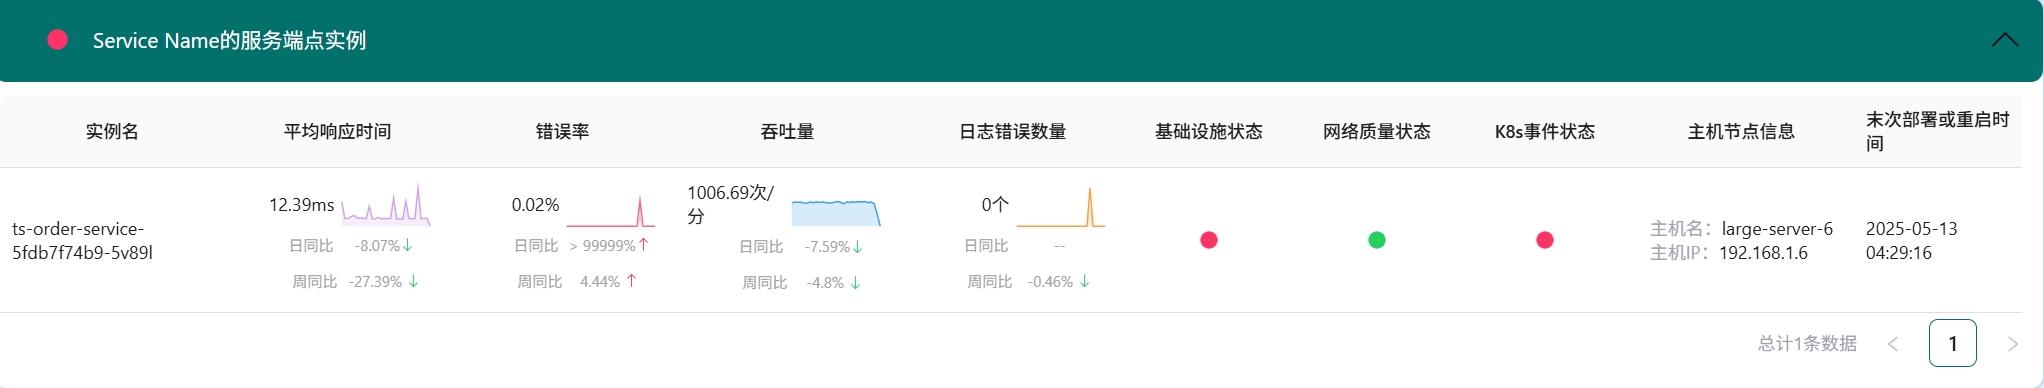 Service Name的服务端点实例
实例名 平均响应时间 错误率 吞吐量 日志错误数量 基础设施状态 网络质量状态 K8s事件状态 主机节点信息 末次部署或重启时
间
ts-order-service-
5fdb7f74b9-5v89l
12.39ms
日同比 -8.07%↓
周同比 -27.39% ↓
0.02%
日同比 > 99999%↑
周同比 4.44% ↑
1006.69次/
分
日同比 -7.59%↓
周同比 -4.8% ↓
0个
日同比 --
周同比 -0.46% ↓
主机名：large-server-6
主机IP：192.168.1.6
2025-05-13
04:29:16
总计1条数据 < 1 >